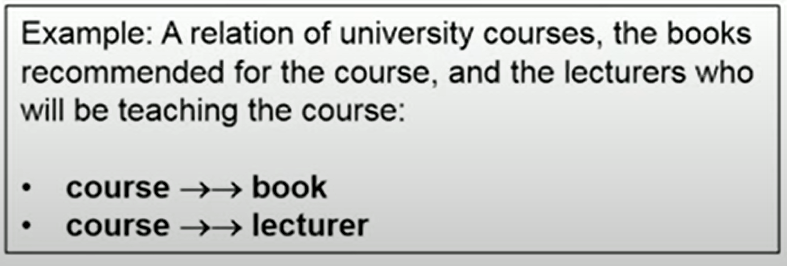 Example: A relation of university courses, the books
recommended for the course, and the lecturers who
will be teaching the course:
• course →→ book
• course →→ lecturer